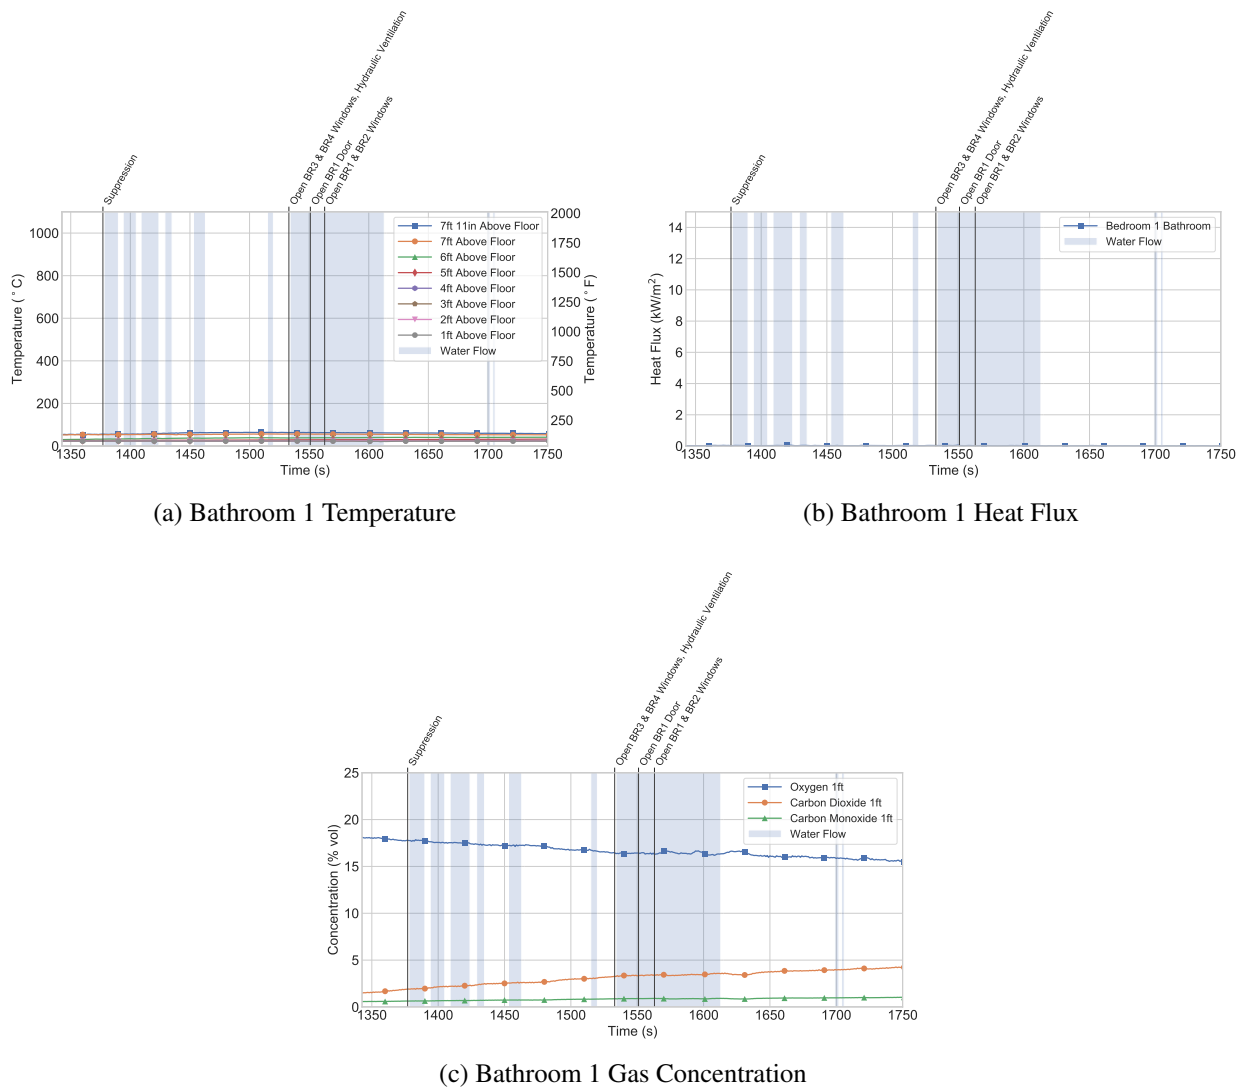 Suppression
Open BR3 & BR4 Windows, Hydraulic Ventilation
Open BR1 Door
Open BR1 & BR2 Windows
1000
800
600
400
200
0
Temperature (°C)
2000
1750
1500
1250
1000
750
500
250
Temperature (°F)
7ft 11in Above Floor
7ft Above Floor
6ft Above Floor
5ft Above Floor
4ft Above Floor
3ft Above Floor
2ft Above Floor
1ft Above Floor
Water Flow
1350 1400 1450 1500 1550 1600 1650 1700 1750
Time (s)
(a) Bathroom 1 Temperature
Suppression
Open BR3 & BR4 Windows, Hydraulic Ventilation
Open BR1 Door
Open BR1 & BR2 Windows
14
12
10
8
6
4
2
0
Heat Flux (kW/m²)
Bedroom 1 Bathroom
Water Flow
1350 1400 1450 1500 1550 1600 1650 1700 1750
Time (s)
(b) Bathroom 1 Heat Flux
Suppression
Open BR3 & BR4 Windows, Hydraulic Ventilation
Open BR1 Door
Open BR1 & BR2 Windows
25
20
15
10
5
0
Concentration (% vol)
Oxygen 1ft
Carbon Dioxide 1ft
Carbon Monoxide 1ft
Water Flow
1350 1400 1450 1500 1550 1600 1650 1700 1750
Time (s)
(c) Bathroom 1 Gas Concentration